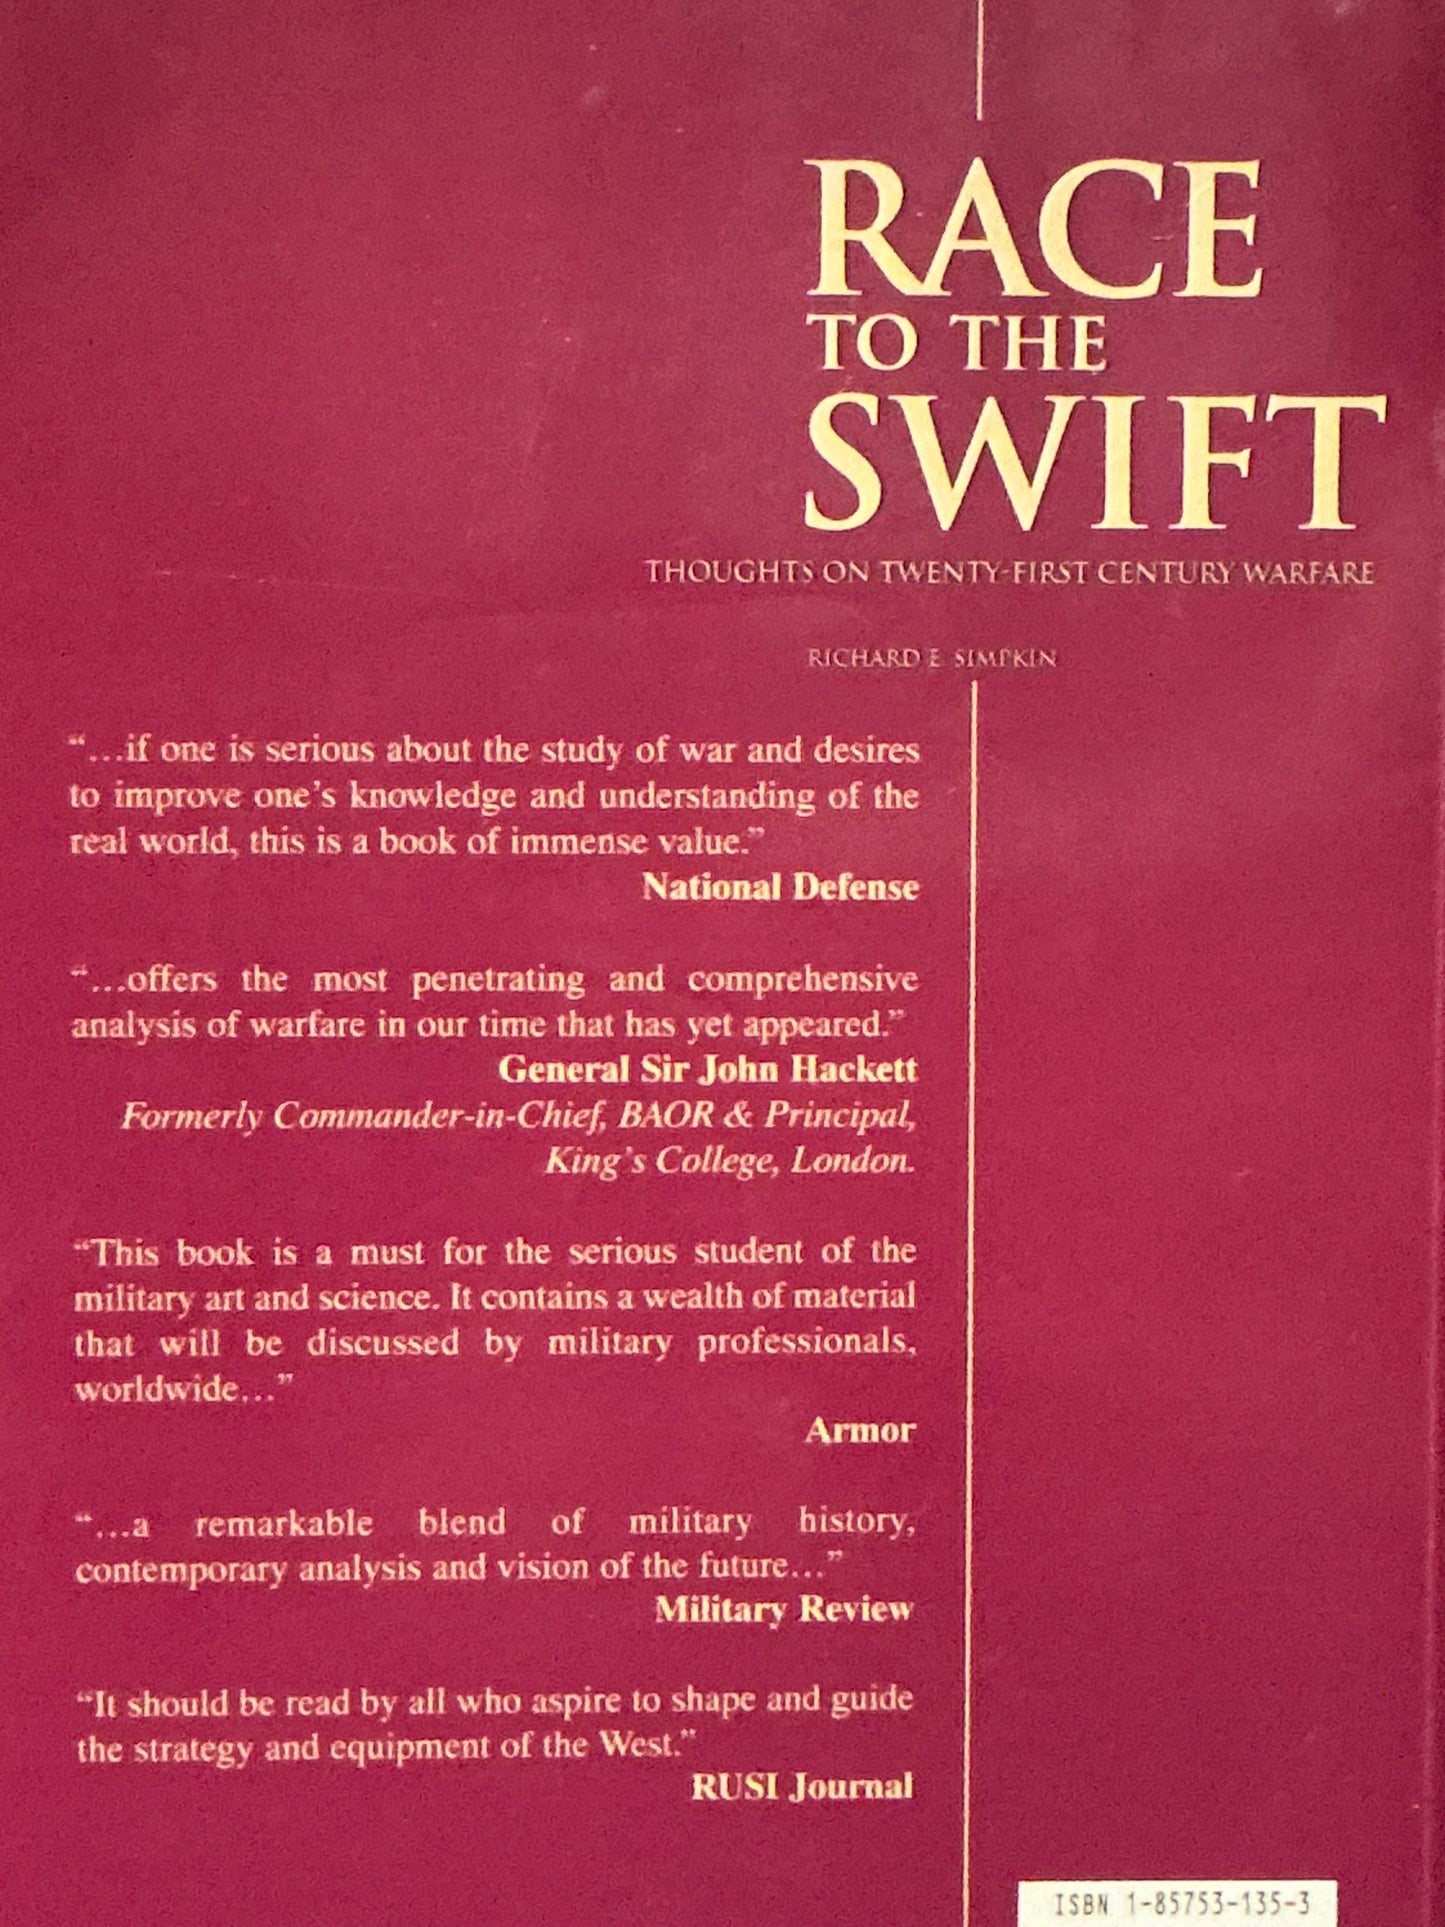 RACE
TO THE
SWIFT
THOUGHTS ON TWENTY-FIRST CENTURY WARFARE
RICHARD E SIMPKIN
“...if one is serious about the study of war and desires
to improve one’s knowledge and understanding of the
real world, this is a book of immense value.”
National Defense
“...offers the most penetrating and comprehensive
analysis of warfare in our time that has yet appeared.”
General Sir John Hackett
Formerly Commander-in-Chief, BAOR & Principal,
King’s College, London.
“This book is a must for the serious student of the
military art and science. It contains a wealth of material
that will be discussed by military professionals,
worldwide...”
Armor
“...a remarkable blend of military history,
contemporary analysis and vision of the future...”
Military Review
“It should be read by all who aspire to shape and guide
the strategy and equipment of the West.”
RUSI Journal
ISBN 1-85753-135-3